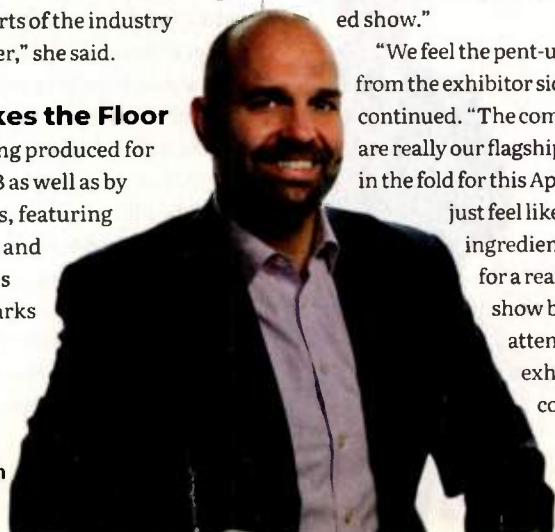 rts of the industry
er," she said.
kes the Floor
ng produced for
B as well as by
s, featuring
and
s
arks
n
ed show."
"We feel the pent-u
from the exhibitor sid
continued. "The com
are really our flagship
in the fold for this Ap
just feel like
ingredien
for a rea
show b
atten
exh
co